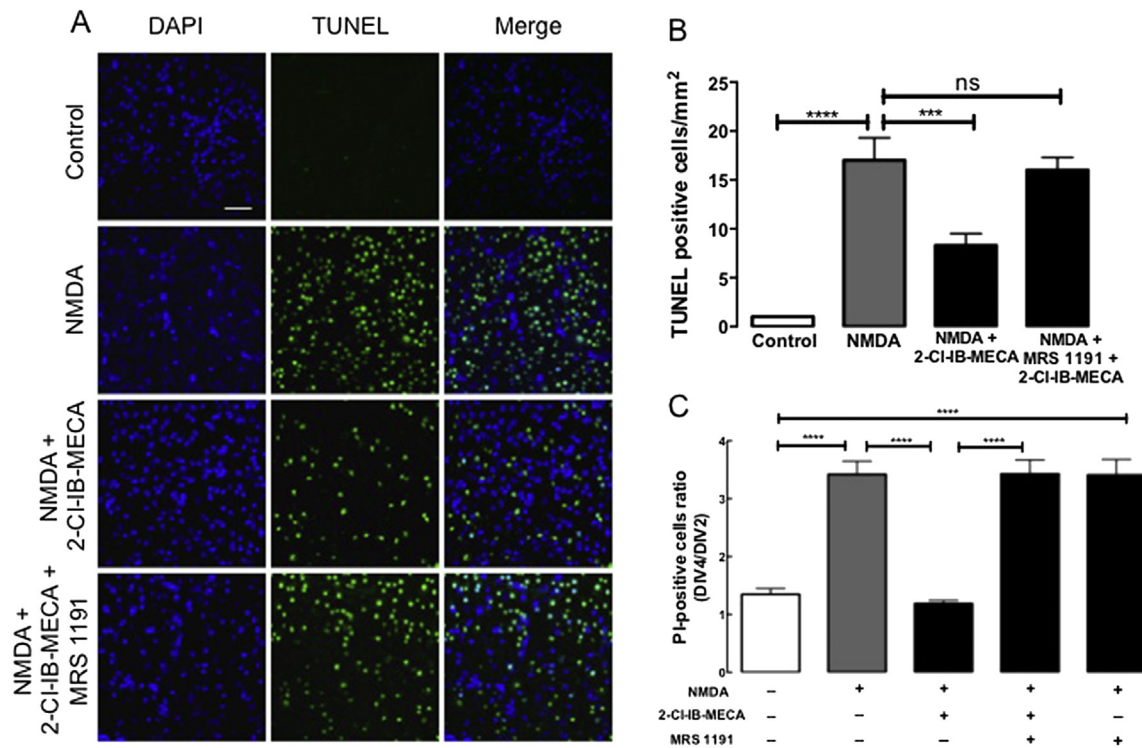 A
DAPI TUNEL Merge
Control
NMDA
NMDA +
2-Cl-IB-MECA
NMDA +
2-Cl-IB-MECA +
MRS 1191
B
TUNEL positive cells/mm²
25
20
15
10
5
0
**** *** ns
Control NMDA NMDA + NMDA +
2-Cl-IB-MECA MRS 1191 +
2-Cl-IB-MECA
C
PI-positive cells ratio
(DIV4/DIV2)
4
3
2
1
0
****
**** **** ****
NMDA – + + + +
2-Cl-IB-MECA – – + + –
MRS 1191 – – – + +